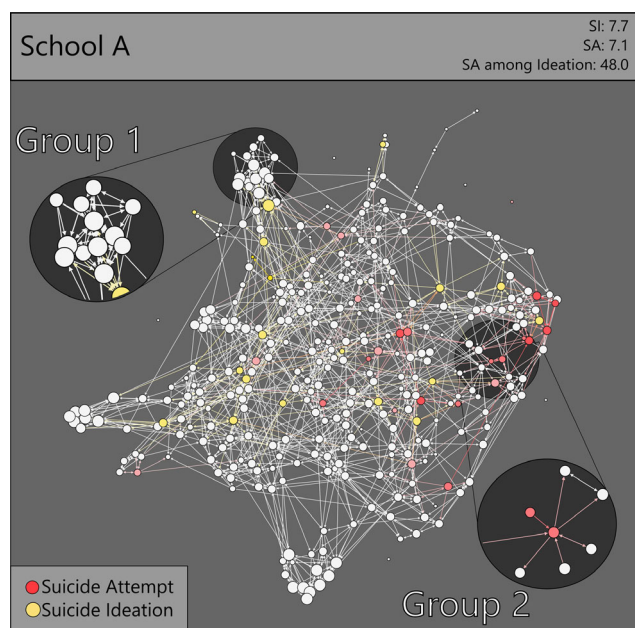 School A
SI: 7.7
SA: 7.1
SA among Ideation: 48.0
Group 1
Suicide Attempt
Suicide Ideation
Group 2